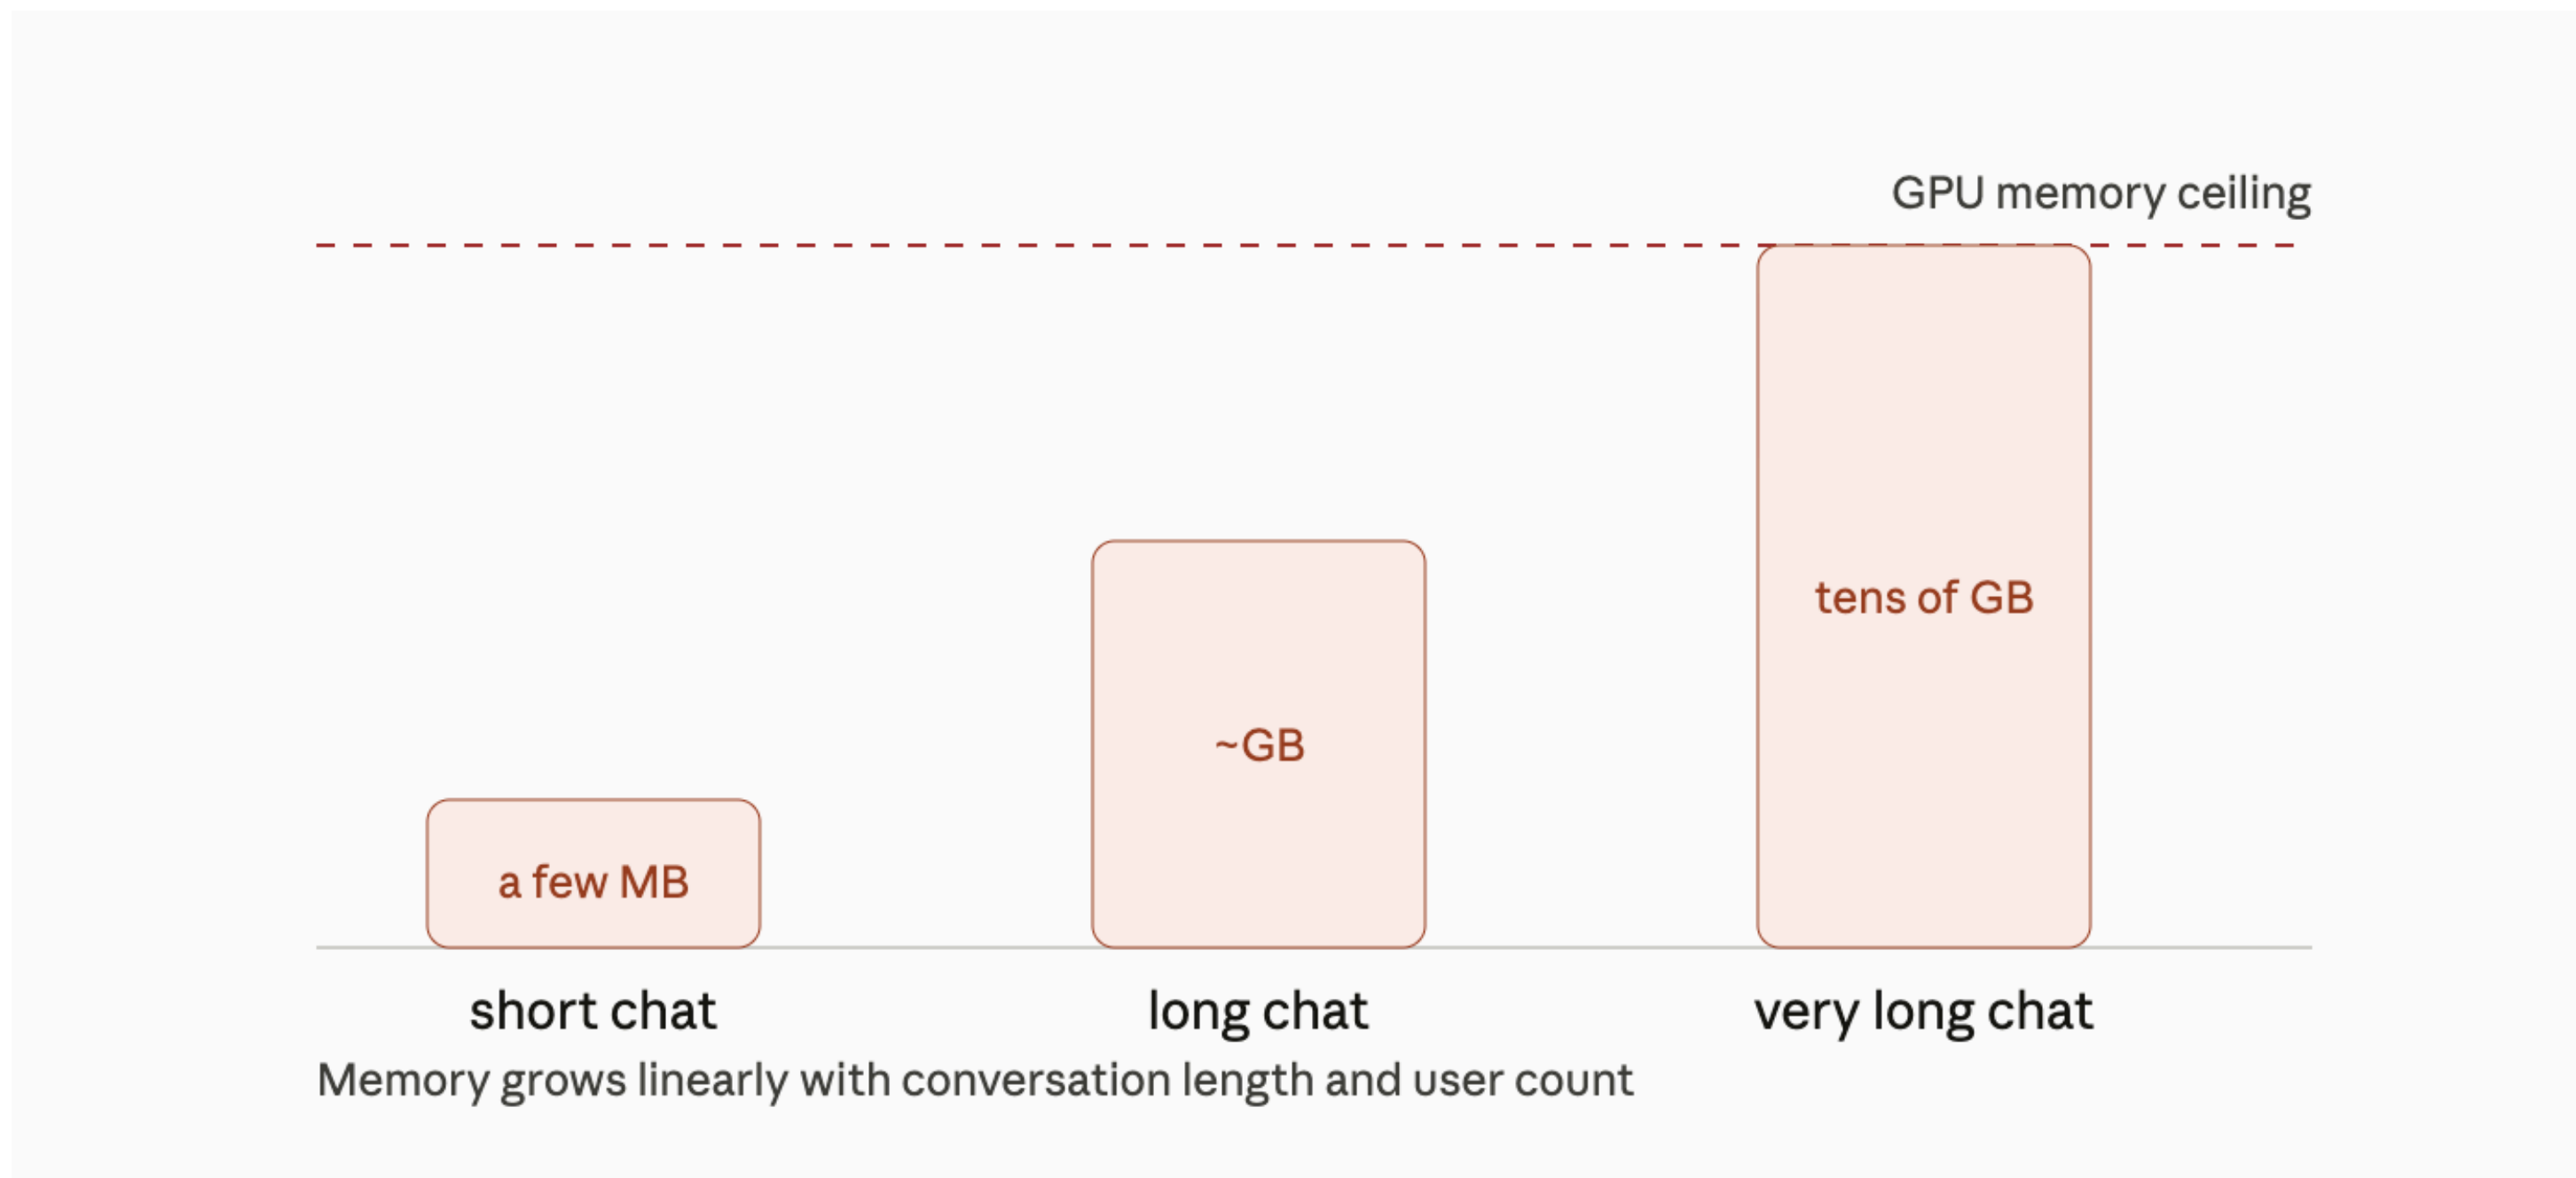 GPU memory ceiling
tens of GB
~GB
a few MB
short chat long chat very long chat
Memory grows linearly with conversation length and user count